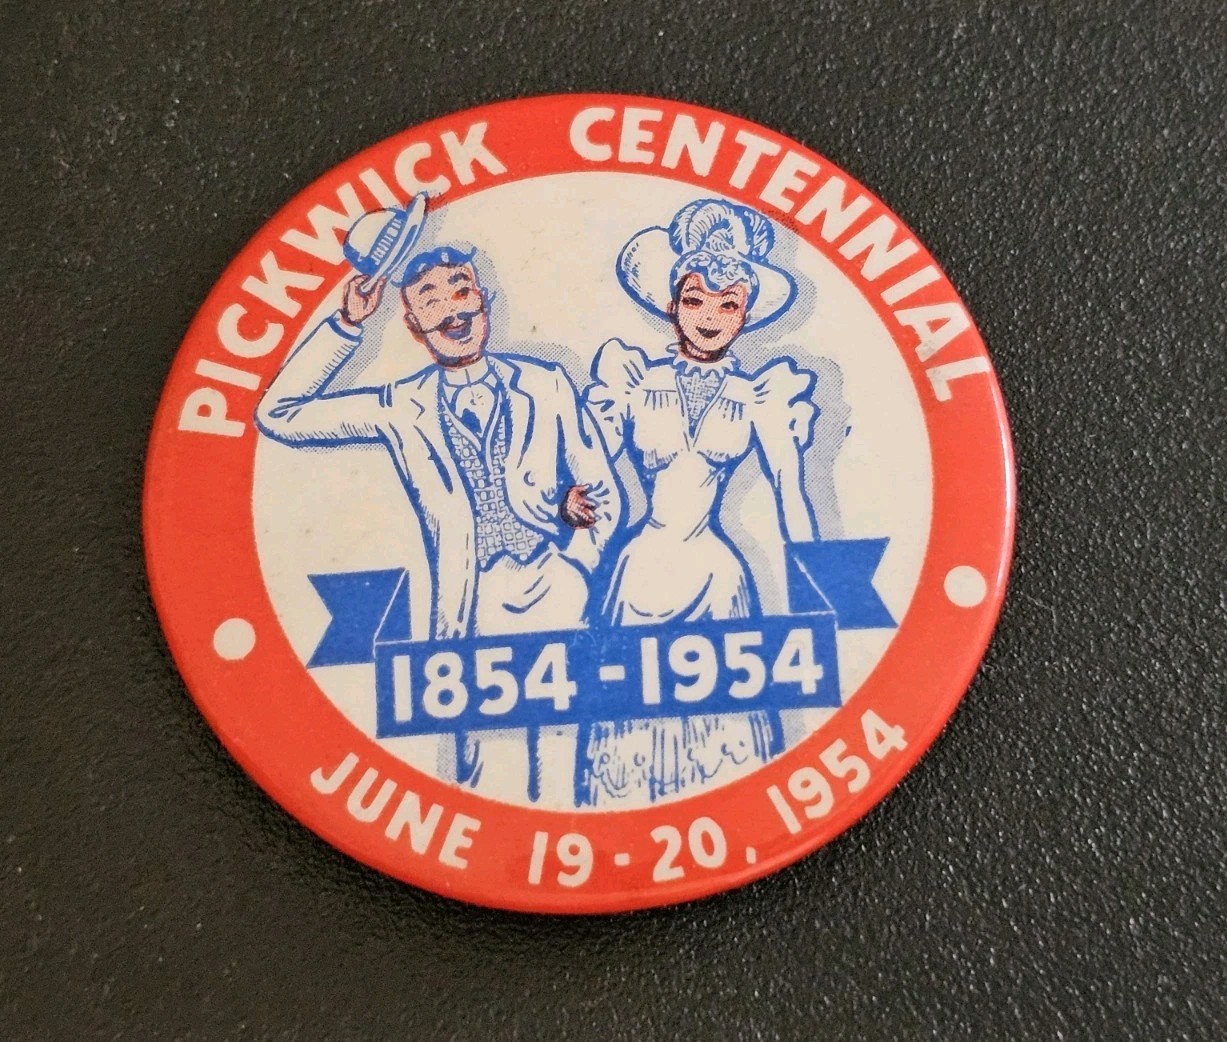 PICKWICK CENTENNIAL
1854 - 1954
JUNE 19 - 20, 1954